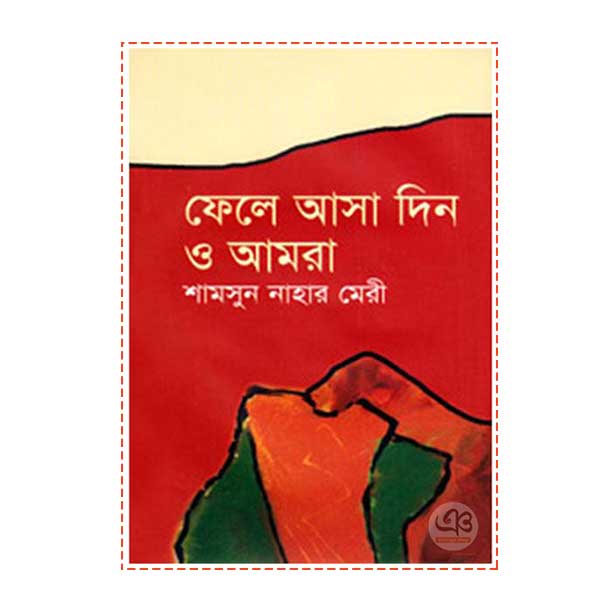 ফেলে আসা দিন
ও আমরা
শামসুন নাহার মেরী